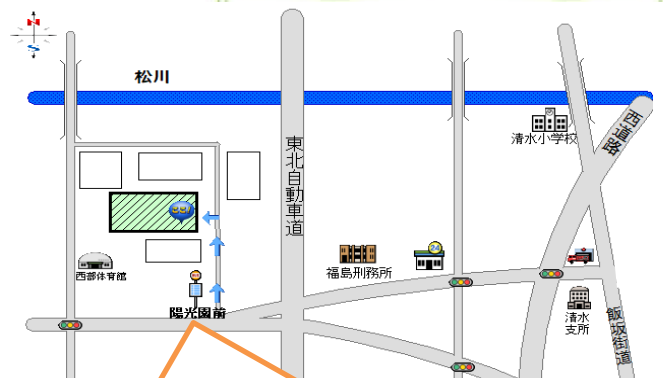 N
S
松川
清水小学校
西道路
東北自動車道
24
福島刑務所
西部体育館
陽光園前
清水
支所
飯坂街道